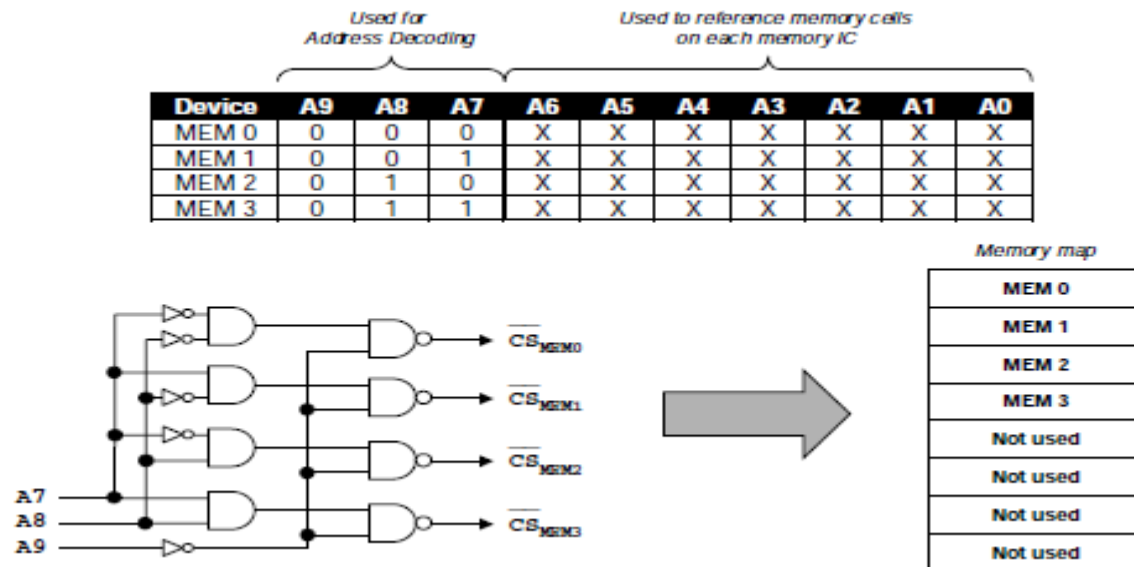 Used for
Address Decoding
Used to reference memory cells
on each memory IC
Device A9 A8 A7 A6 A5 A4 A3 A2 A1 A0
MEM 0 0 0 0 X X X X X X X
MEM 1 0 0 1 X X X X X X X
MEM 2 0 1 0 X X X X X X X
MEM 3 0 1 1 X X X X X X X
Memory map
MEM 0
MEM 1
MEM 2
MEM 3
Not used
Not used
Not used
Not used
CS MEM0
CS MEM1
CS MEM2
CS MEM3
A7
A8
A9